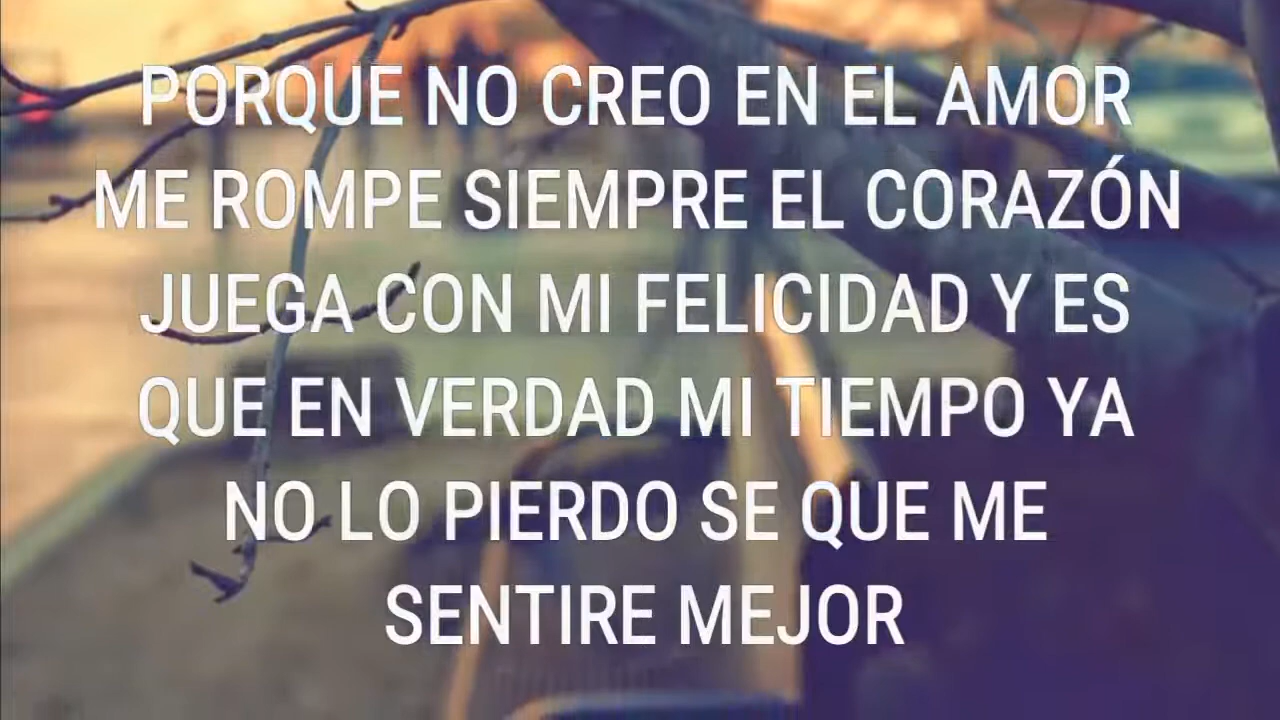 PORQUE NO CREO EN EL AMOR
ME ROMPE SIEMPRE EL CORAZÓN
JUEGA CON MI FELICIDAD Y ES
QUE EN VERDAD MI TIEMPO YA
NO LO PIERDO SE QUE ME
SENTIRE MEJOR